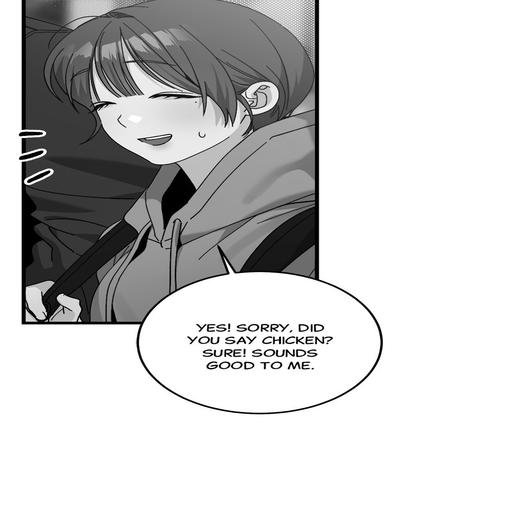 YES! SORRY, DID
YOU SAY CHICKEN?
SURE! SOUNDS
GOOD TO ME.